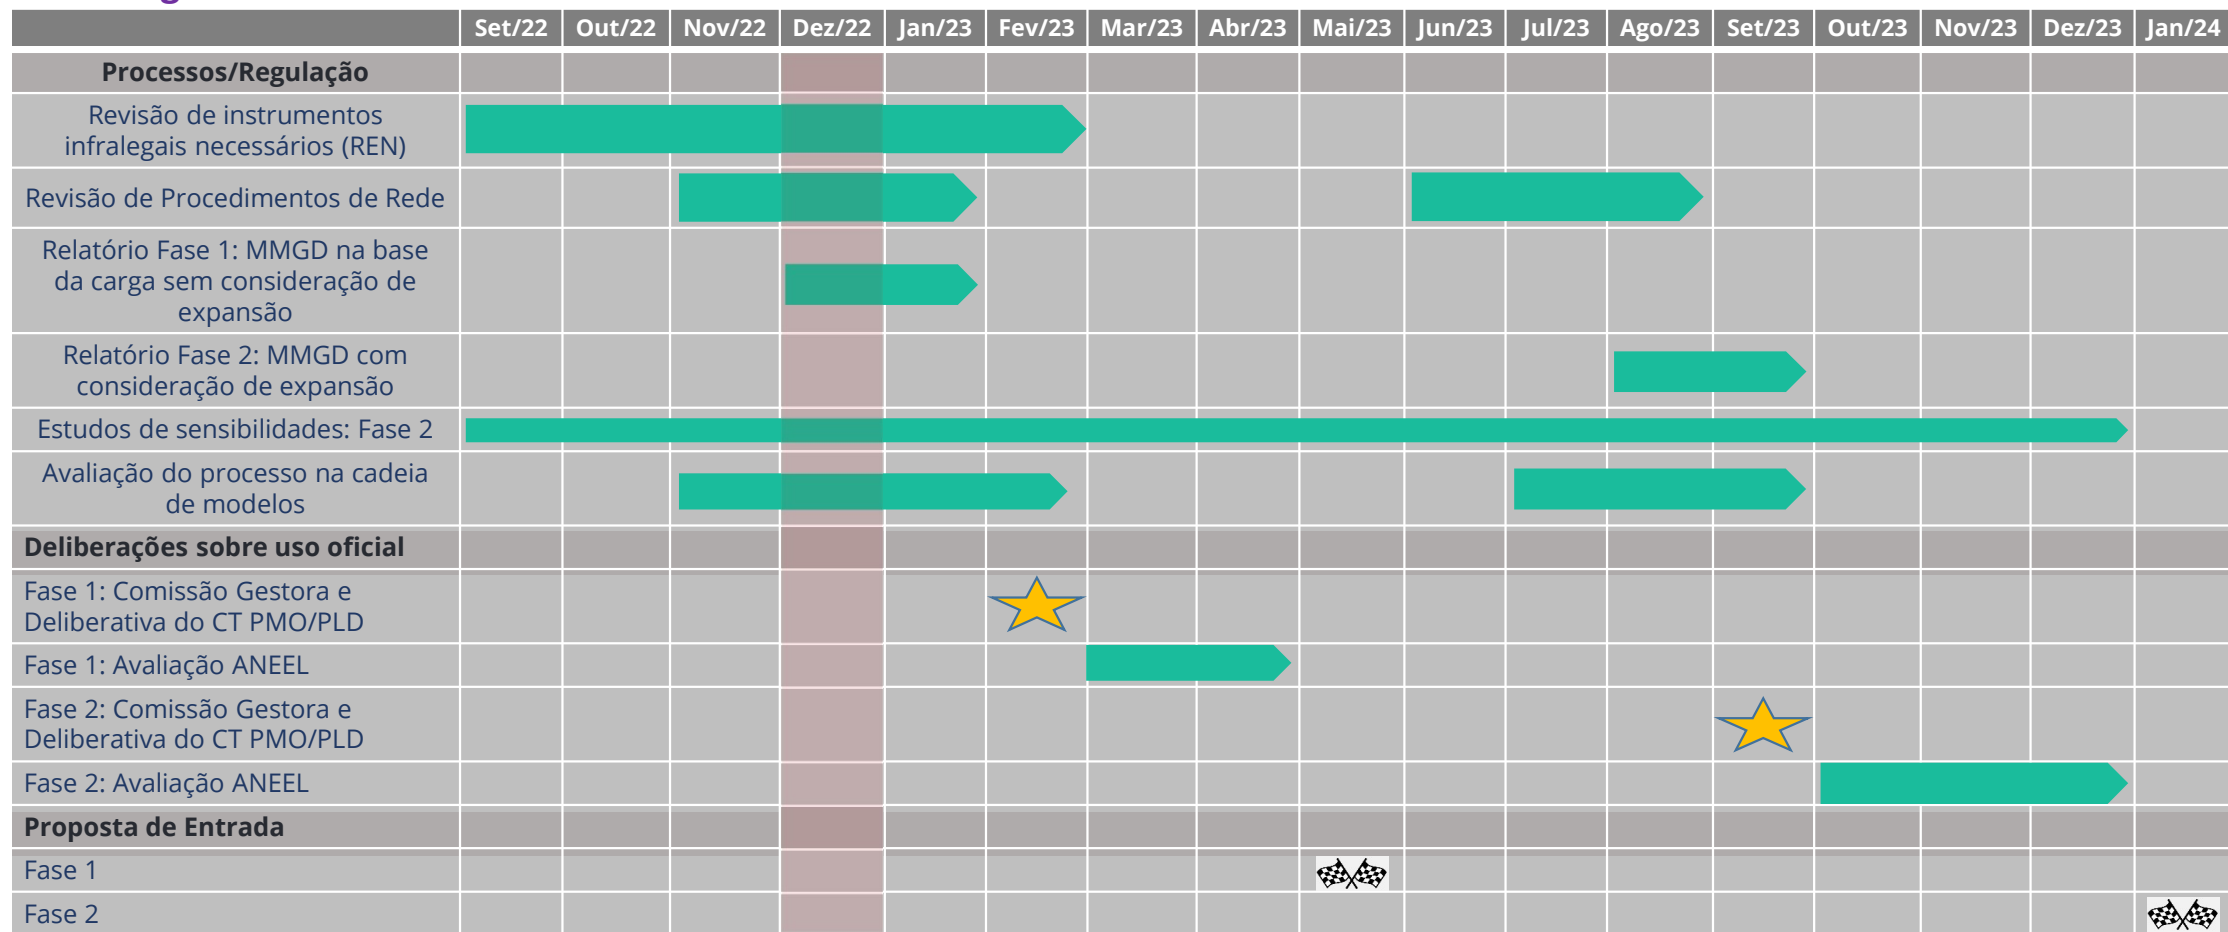 Set/22 Out/22 Nov/22 Dez/22 Jan/23 Fev/23 Mar/23 Abr/23 Mai/23 Jun/23 Jul/23 Ago/23 Set/23 Out/23 Nov/23 Dez/23 Jan/24
Processos/Regulação
Revisão de instrumentos
infralegais necessários (REN)
Revisão de Procedimentos de Rede
Relatório Fase 1: MMGD na base
da carga sem consideração de
expansão
Relatório Fase 2: MMGD com
consideração de expansão
Estudos de sensibilidades: Fase 2
Avaliação do processo na cadeia
de modelos
Deliberações sobre uso oficial
Fase 1: Comissão Gestora e
Deliberativa do CT PMO/PLD
Fase 1: Avaliação ANEEL
Fase 2: Comissão Gestora e
Deliberativa do CT PMO/PLD
Fase 2: Avaliação ANEEL
Proposta de Entrada
Fase 1
Fase 2